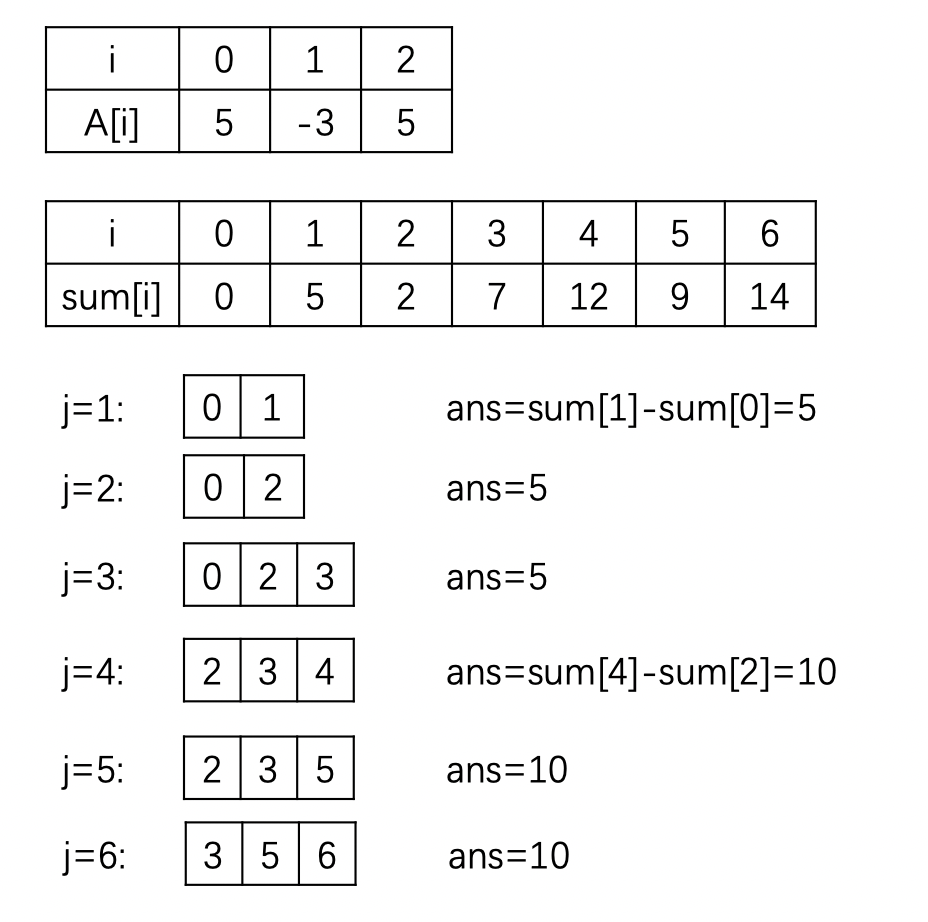 i 0 1 2
A[i] 5 -3 5
i 0 1 2 3 4 5 6
sum[i] 0 5 2 7 12 9 14
j=1: 0 1 ans=sum[1]-sum[0]=5
j=2: 0 2 ans=5
j=3: 0 2 3 ans=5
j=4: 2 3 4 ans=sum[4]-sum[2]=10
j=5: 2 3 5 ans=10
j=6: 3 5 6 ans=10